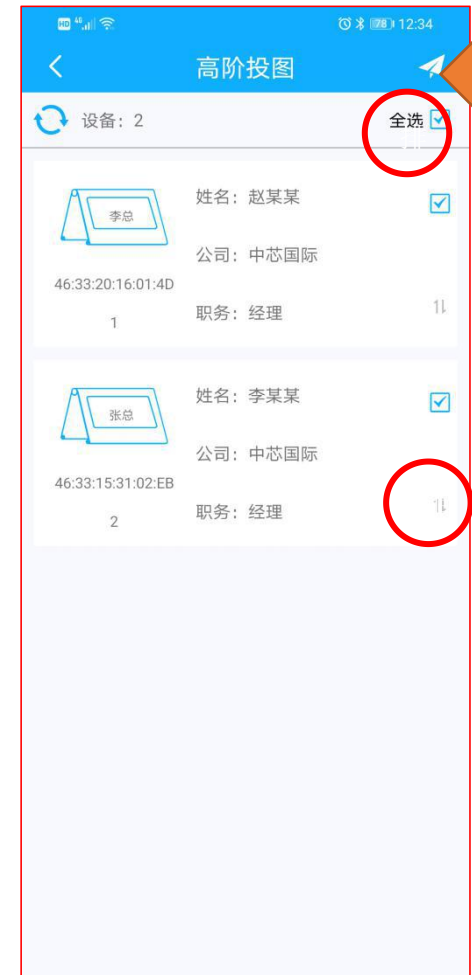 HD 4G 78 12:34
高阶投图
设备：2 全选
李总
姓名：赵某某
公司：中芯国际
46:33:20:16:01:4D
职务：经理
1
张总
姓名：李某某
公司：中芯国际
46:33:15:31:02:EB
职务：经理
2